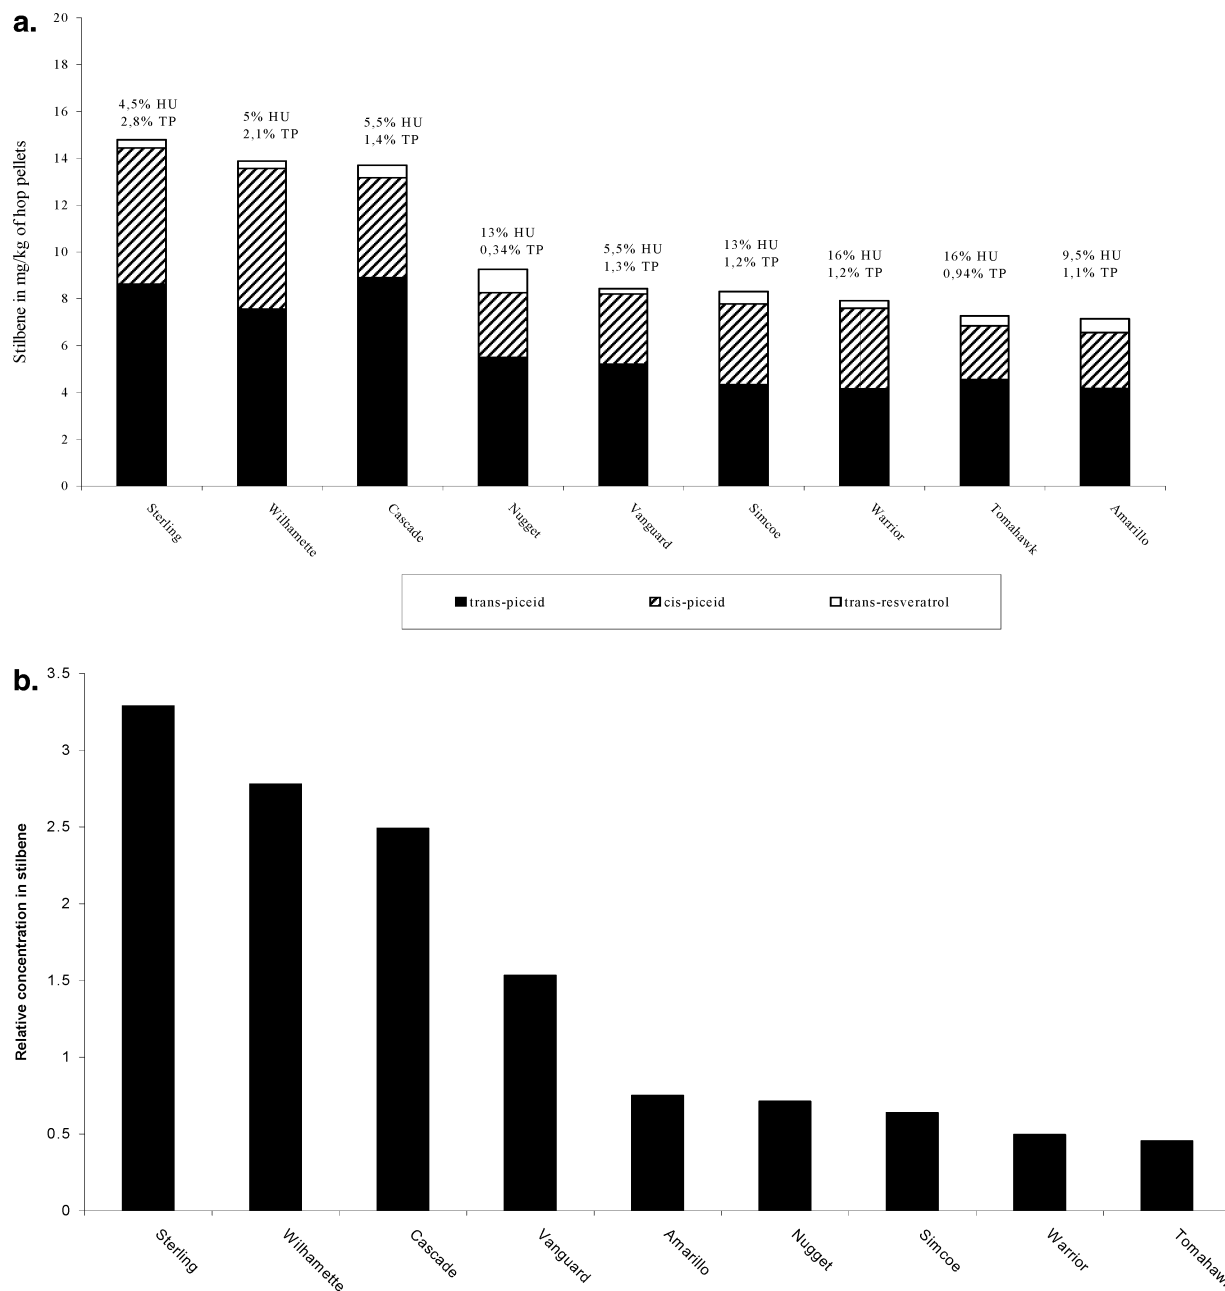 a.
Stilbene in mg/kg of hop pellets
20
18
16
14
12
10
8
6
4
2
0
4,5% HU
2,8% TP
5% HU
2,1% TP
5,5% HU
1,4% TP
13% HU
0,34% TP
5,5% HU
1,3% TP
13% HU
1,2% TP
16% HU
1,2% TP
16% HU
0,94% TP
9,5% HU
1,1% TP
Sterling
Wilhamette
Cascade
Nugget
Vanguard
Simcoe
Warrior
Tomahawk
Amarillo
trans-piceid
cis-piceid
trans-resveratrol
b.
Relative concentration in stilbene
3.5
3
2.5
2
1.5
1
0.5
0
Sterling
Wilhamette
Cascade
Vanguard
Amarillo
Nugget
Simcoe
Warrior
Tomahawk